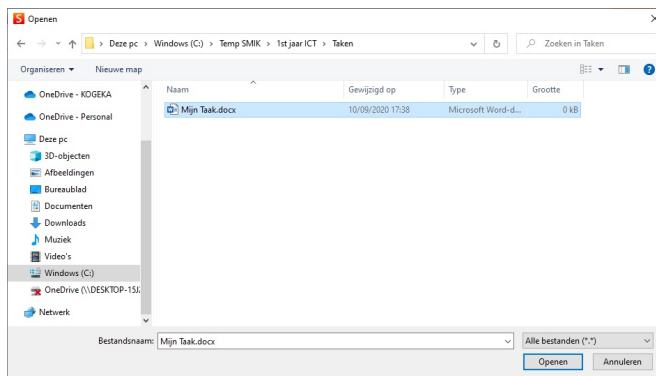 Openen
Deze pc > Windows (C:) > Temp SMIK > 1st jaar ICT > Taken
Zoeken in Taken
Organiseren
Nieuwe map
Naam
Gewijzigd op
Type
Grootte
Mijn Taak.docx
10/09/2020 17:38
Microsoft Word-d...
0 kB
OneDrive - KOGEKA
OneDrive - Personal
Deze pc
3D-objecten
Afbeeldingen
Bureaublad
Documenten
Downloads
Muziek
Video's
Windows (C:)
OneDrive (\\DESKTOP-15J
Netwerk
Bestandsnaam:
Mijn Taak.docx
Alle bestanden (*.*)
Openen
Annuleren